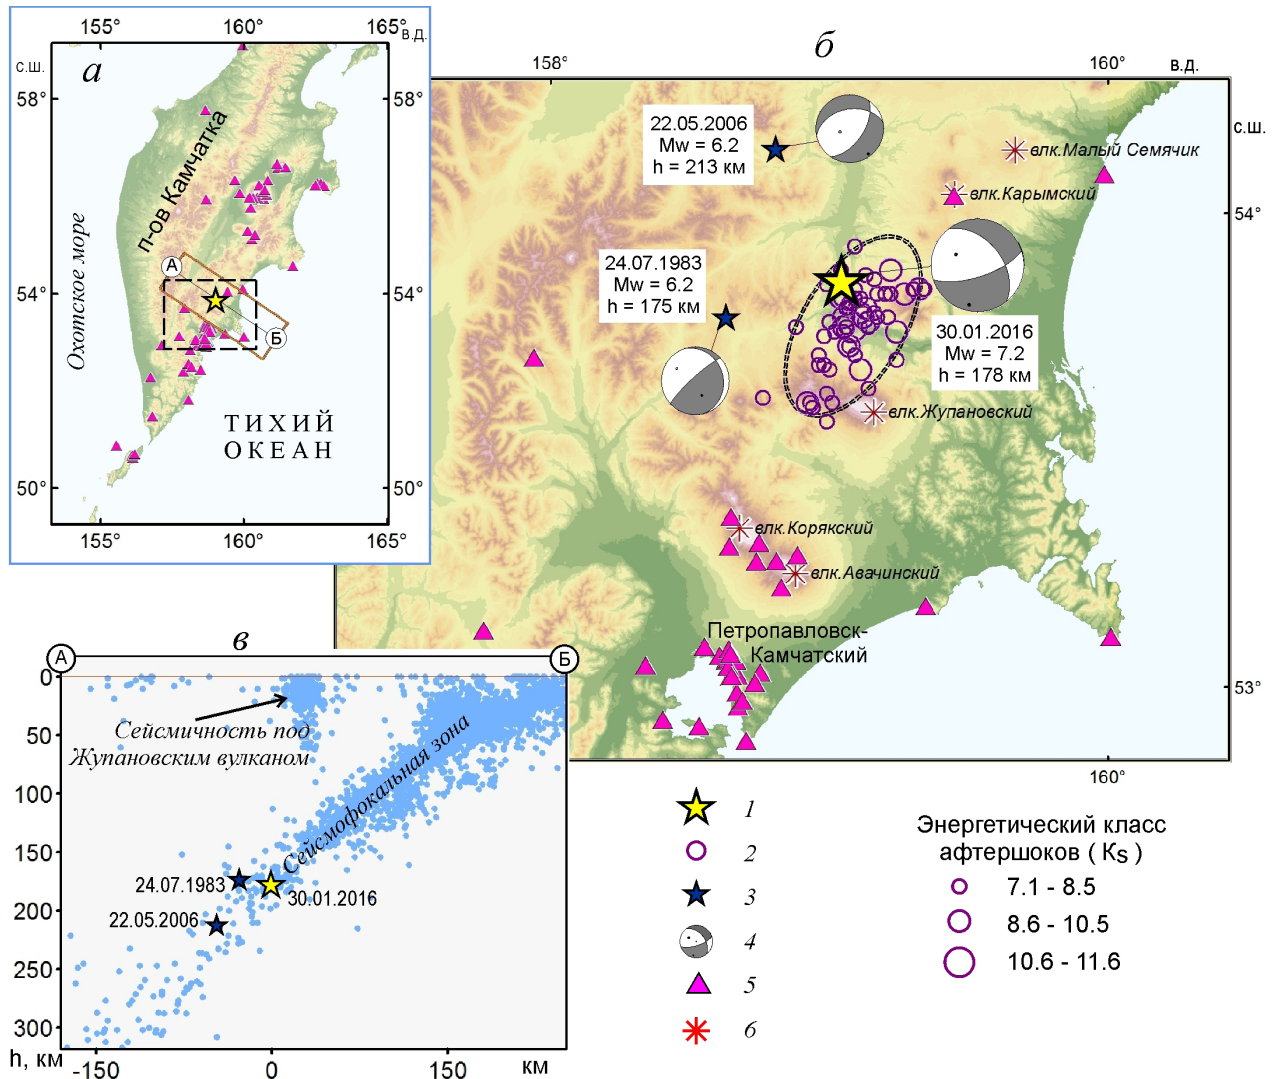 155°
160°
165°
в.д.
с.ш.
а
58°
58°
п-ов Камчатка
Охотское море
А
54°
54°
Б
ТИХИЙ
ОКЕАН
50°
50°
155°
160°
165°
б
158°
160°
в.д.
с.ш.
22.05.2006
Mw = 6.2
h = 213 км
влк.Малый Семячик
влк.Карымский
54°
24.07.1983
Mw = 6.2
h = 175 км
30.01.2016
Mw = 7.2
h = 178 км
влк.Жупановский
влк.Корякский
влк.Авачинский
Петропавловск-
Камчатский
53°
160°
в
А
Б
0
50
100
150
200
250
300
h, км
-150
0
150
км
Сейсмичность под
Жупановским вулканом
Сейсмофокальная зона
24.07.1983
30.01.2016
22.05.2006
1
2
3
4
5
6
Энергетический класс
афтершоков ( Кs )
7.1 - 8.5
8.6 - 10.5
10.6 - 11.6